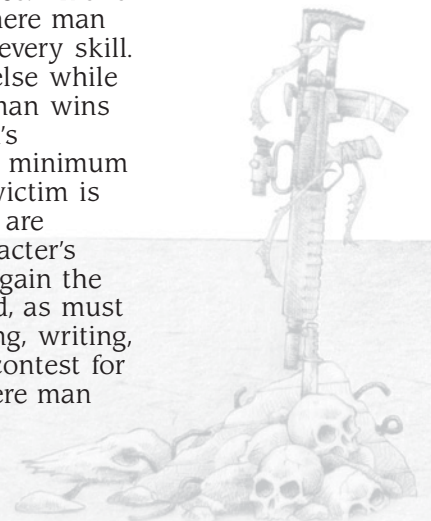 here man
every skill.
else while
man wins
's
minimum
victim is
are
acter's
gain the
d, as must
ng, writing,
contest for
ere man